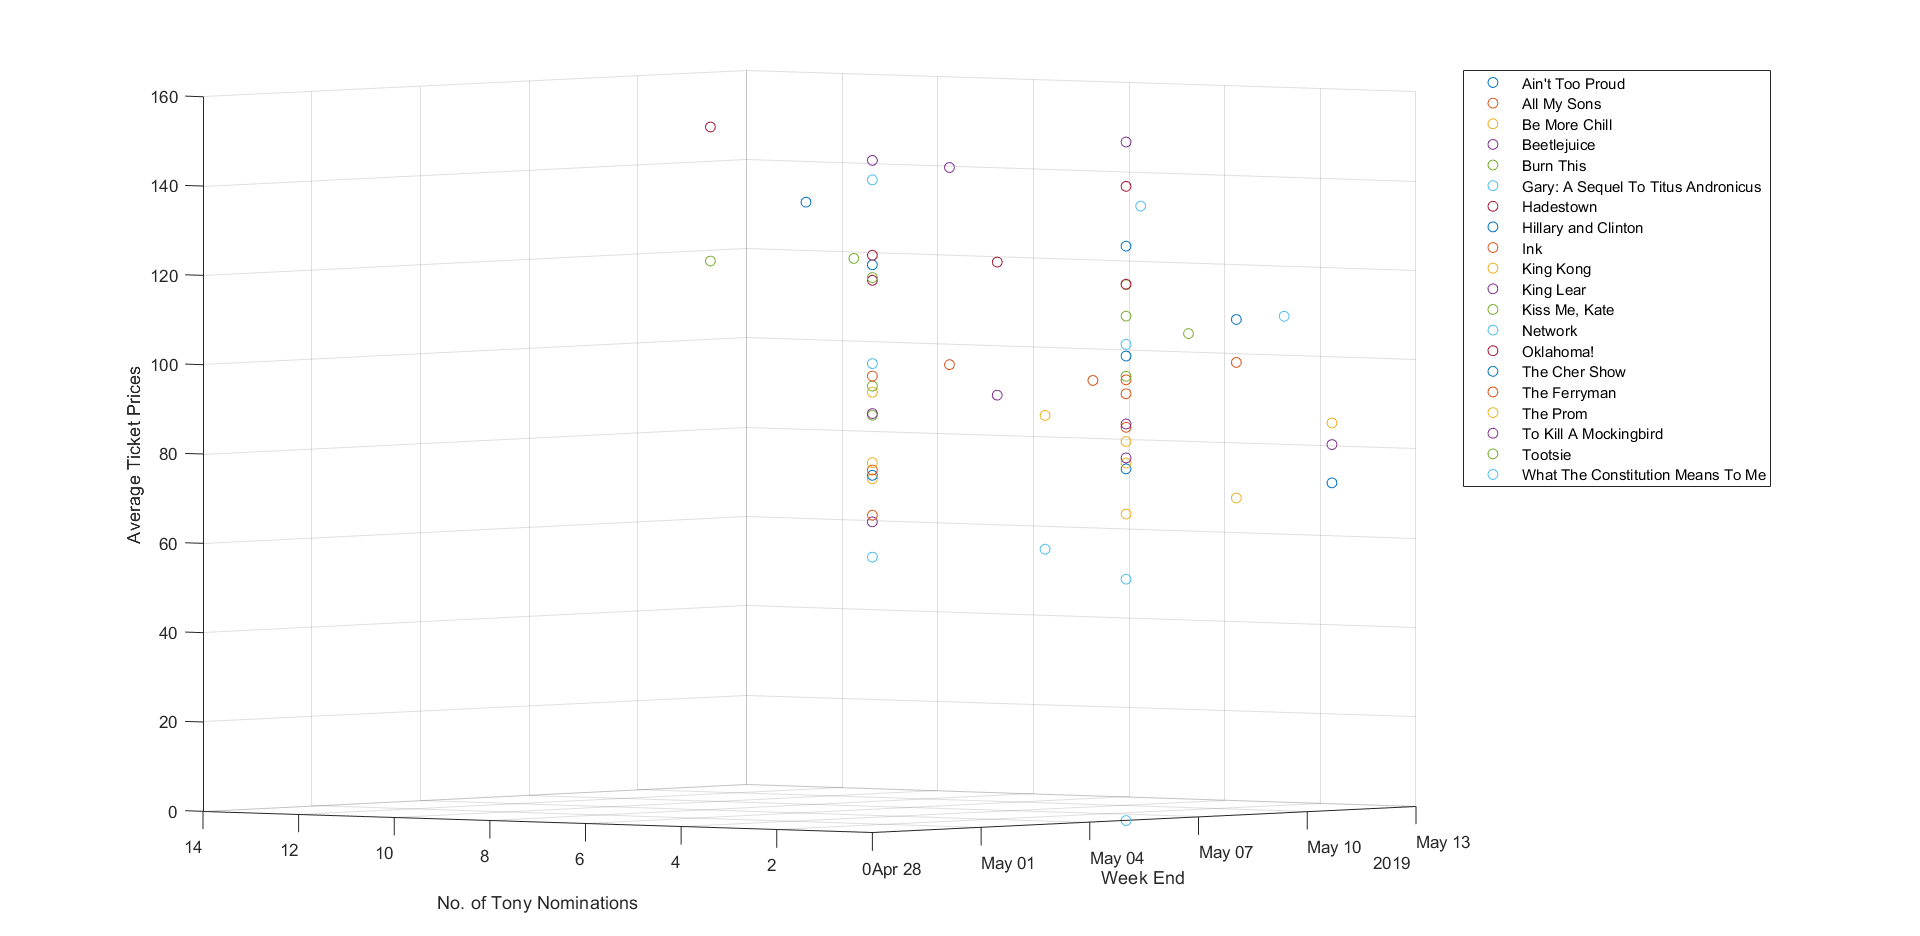 160
140
120
100
80
60
40
20
0
Average Ticket Prices
14
12
10
8
6
4
2
0
No. of Tony Nominations
Apr 28
May 01
May 04
May 07
May 10
May 13
2019
Week End
Ain't Too Proud
All My Sons
Be More Chill
Beetlejuice
Burn This
Gary: A Sequel To Titus Andronicus
Hadestown
Hillary and Clinton
Ink
King Kong
King Lear
Kiss Me, Kate
Network
Oklahoma!
The Cher Show
The Ferryman
The Prom
To Kill A Mockingbird
Tootsie
What The Constitution Means To Me